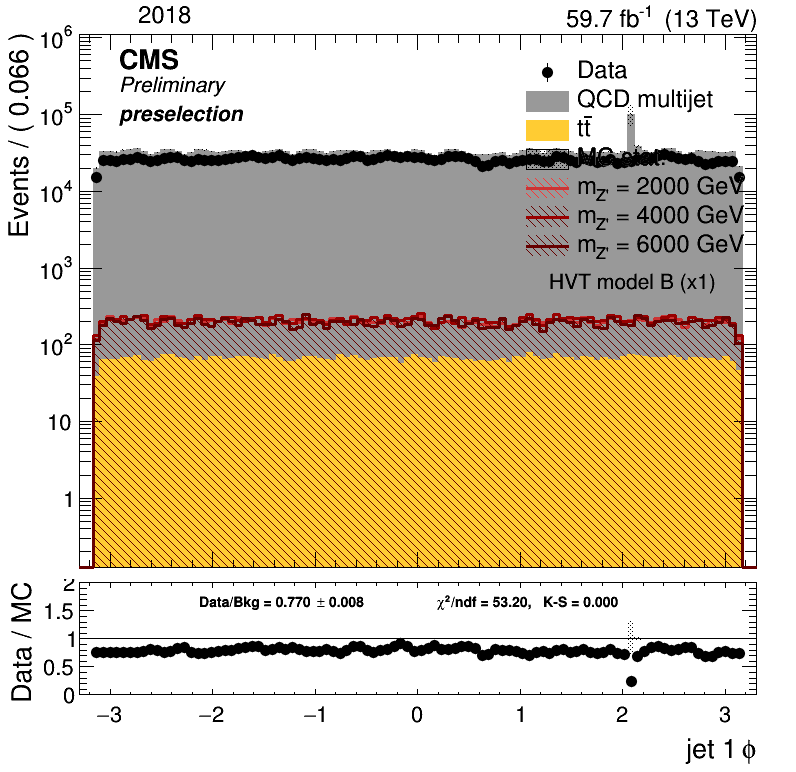 2018 59.7 fb⁻¹ (13 TeV)
CMS
Preliminary
preselection
Data
QCD multijet
tt̄
MC stat.
m_Z' = 2000 GeV
m_Z' = 4000 GeV
m_Z' = 6000 GeV
HVT model B (x1)
Events / ( 0.066 )
10⁶
10⁵
10⁴
10³
10²
10
1
Data/Bkg = 0.770 ± 0.008 χ²/ndf = 53.20, K-S = 0.000
Data / MC
2
1.5
1
0.5
0
−3 −2 −1 0 1 2 3
jet 1 ϕ